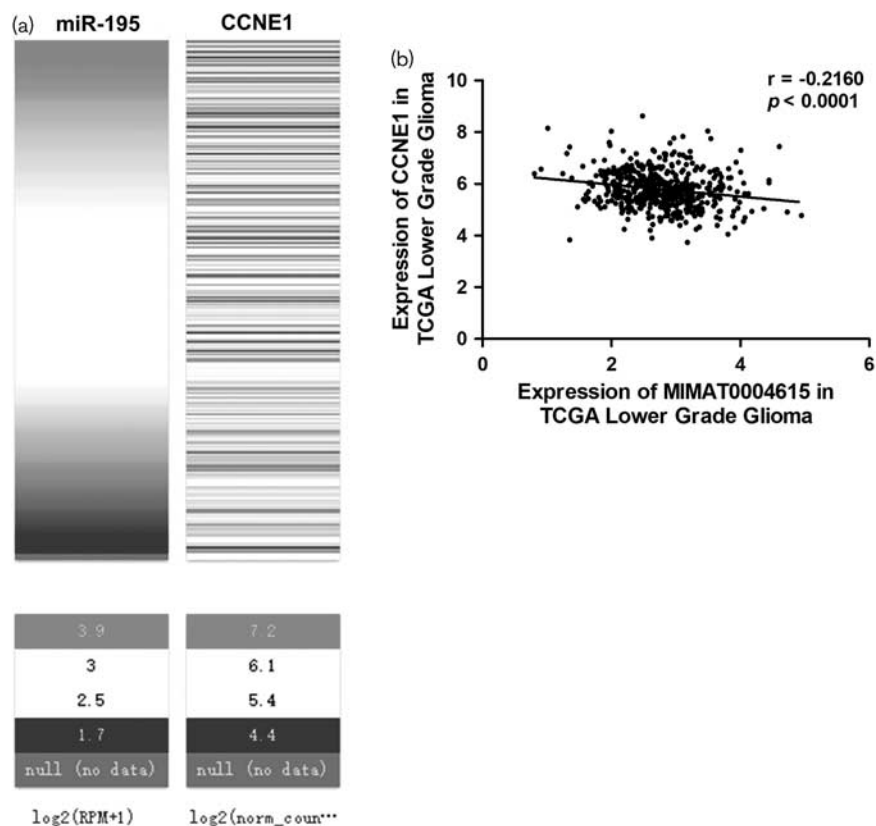 (a)
miR-195
CCNE1
3.9
3
2.5
1.7
null (no data)
log2(RPM+1)
7.2
6.1
5.4
4.4
null (no data)
log2(norm_coun···
(b)
r = -0.2160
p < 0.0001
Expression of CCNE1 in
TCGA Lower Grade Glioma
10
8
6
4
2
0
0 2 4 6
Expression of MIMAT0004615 in
TCGA Lower Grade Glioma